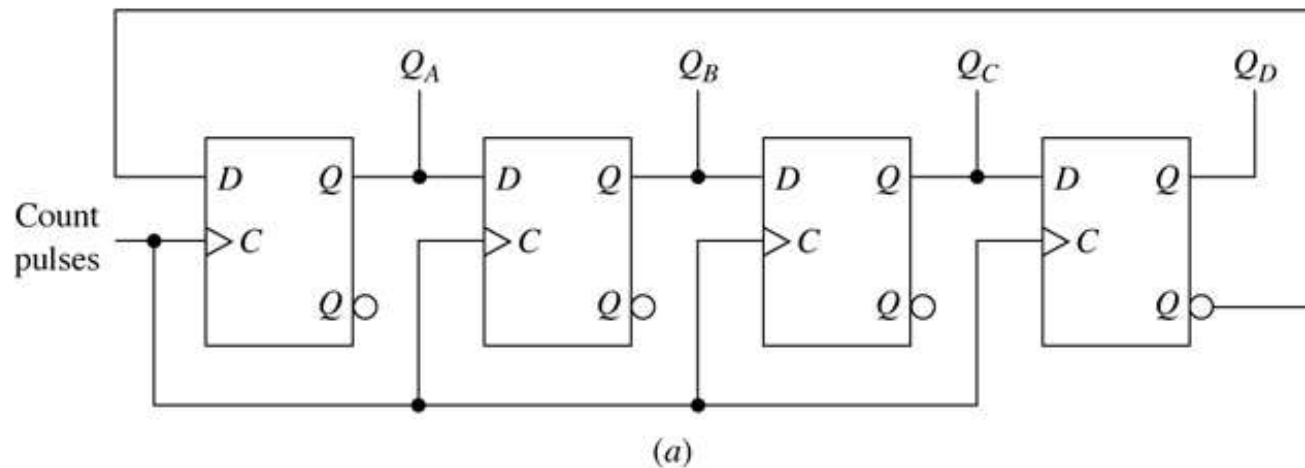 Q_A Q_B Q_C Q_D
D Q D Q D Q D Q
Count
pulses
C C C C
Q Q Q Q
(a)